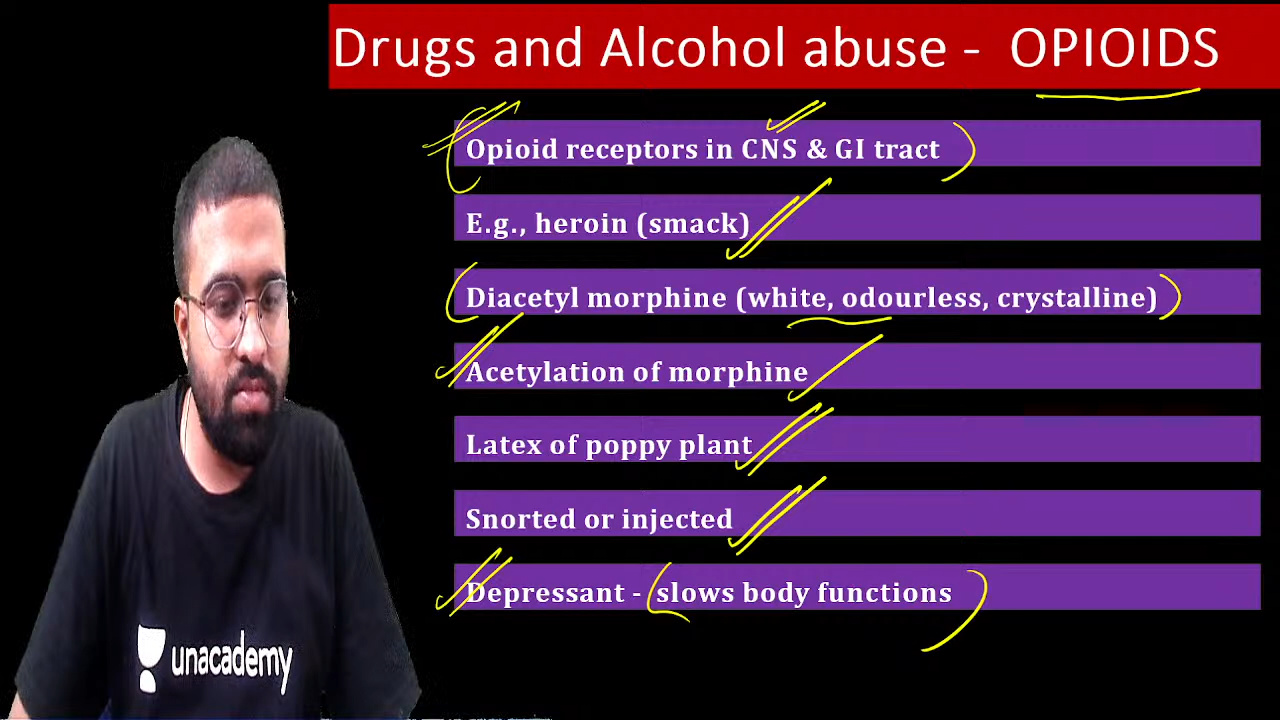 Drugs and Alcohol abuse - OPIOIDS
Opioid receptors in CNS & GI tract
E.g., heroin (smack)
Diacetyl morphine (white, odourless, crystalline)
Acetylation of morphine
Latex of poppy plant
Snorted or injected
Depressant - slows body functions
unacademy